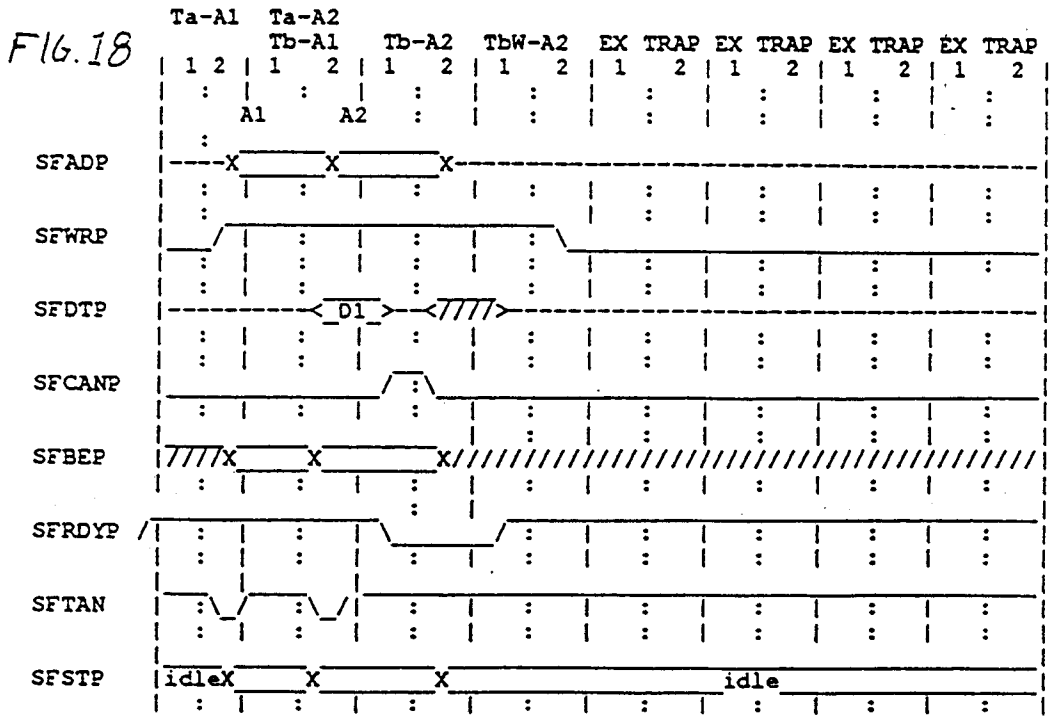 FIG.18
Ta-A1 Ta-A2
Tb-A1 Tb-A2 TbW-A2 EX TRAP EX TRAP EX TRAP EX TRAP
1 2 1 2 1 2 1 2 1 2 1 2 1 2 1 2
A1 A2
SFADP
SFWRP
SFDTP D1
SFCANP
SFBEP
SFRDYP
SFTAN
SFSTP idle idle